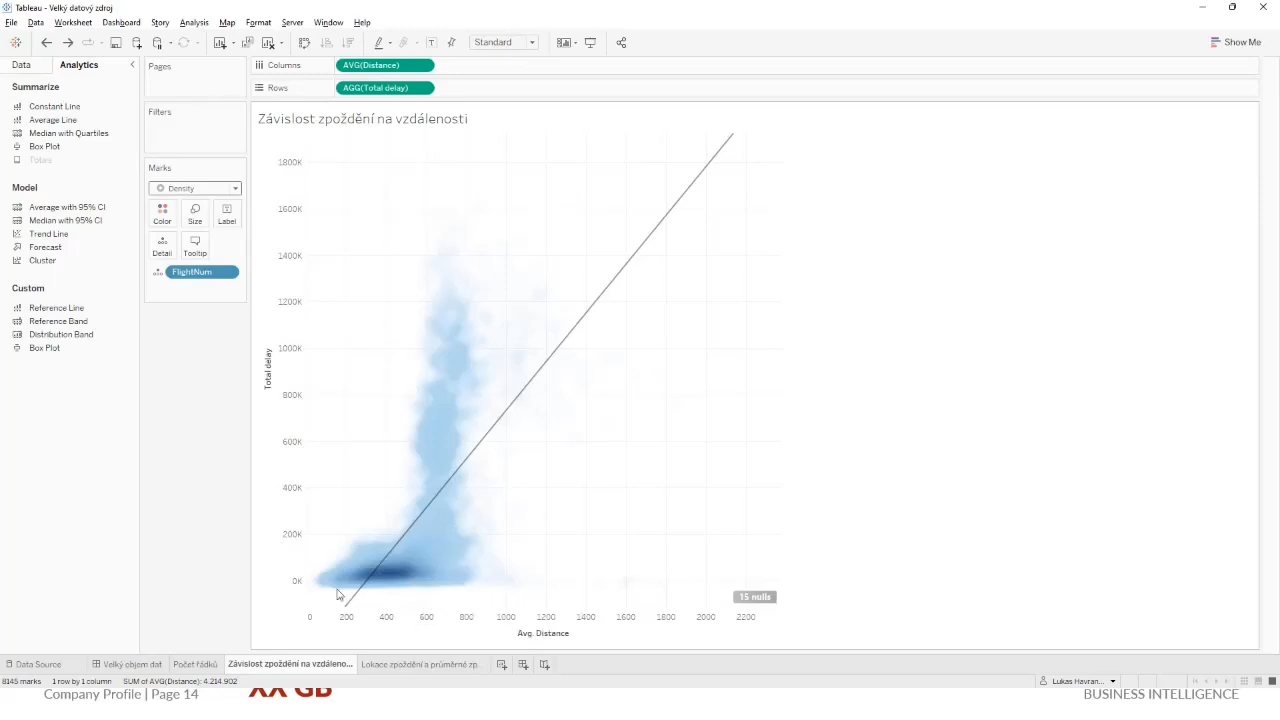 Tableau - Velký datový zdroj
File Data Worksheet Dashboard Story Analysis Map Format Server Window Help
Standard
Show Me
Data Analytics
Summarize
Constant Line
Average Line
Median with Quartiles
Box Plot
Totals
Model
Average with 95% CI
Median with 95% CI
Trend Line
Forecast
Cluster
Custom
Reference Line
Reference Band
Distribution Band
Box Plot
Pages
Filters
Marks
Density
Color Size Label
Detail Tooltip
FlightNum
Columns AVG(Distance)
Rows AGG(Total delay)
Závislost zpoždění na vzdálenosti
1800K
1600K
1400K
1200K
1000K
800K
600K
400K
200K
0K
Total delay
15 nulls
0 200 400 600 800 1000 1200 1400 1600 1800 2000 2200
Avg. Distance
Data Source Velký objem dat Počet řádků Závislost zpoždění na vzdáleno... Lokace zpoždění a průměrné zp...
8145 marks 1 row by 1 column SUM of AVG(Distance): 4.214.902 Lukas Havran...
Company Profile | Page 14 XX GB BUSINESS INTELLIGENCE